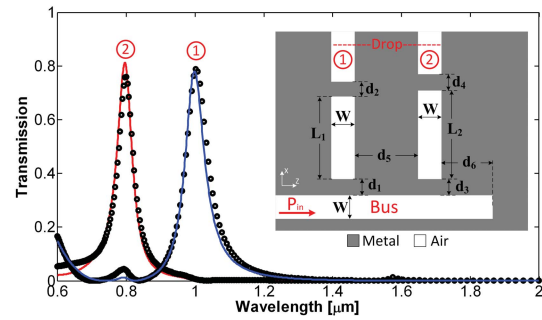 Transmission
1
0.8
0.6
0.4
0.2
0
0.6 0.8 1 1.2 1.4 1.6 1.8 2
Wavelength [μm]
② ①
Drop
① ②
d₂ d₄
W W
L₁ L₂
d₅ d₆
d₁ d₃
X
Z
W
Pin Bus
Metal Air